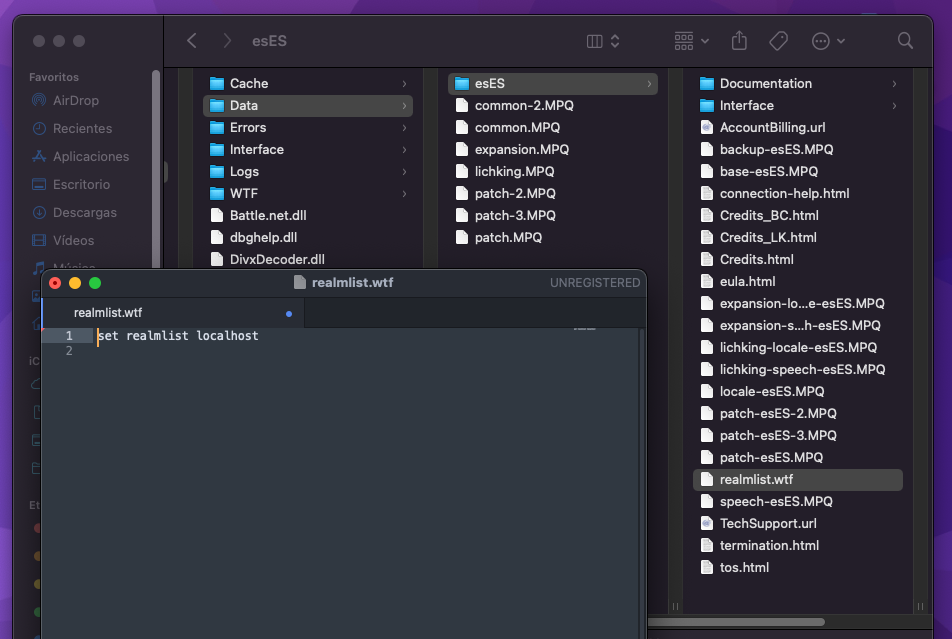 esES
Favoritos
AirDrop
Recientes
Aplicaciones
Escritorio
Descargas
Vídeos
Música
Cache
Data
Errors
Interface
Logs
WTF
Battle.net.dll
dbghelp.dll
DivxDecoder.dll
esES
common-2.MPQ
common.MPQ
expansion.MPQ
lichking.MPQ
patch-2.MPQ
patch-3.MPQ
patch.MPQ
Documentation
Interface
AccountBilling.url
backup-esES.MPQ
base-esES.MPQ
connection-help.html
Credits_BC.html
Credits_LK.html
Credits.html
eula.html
expansion-lo...e-esES.MPQ
expansion-s...h-esES.MPQ
lichking-locale-esES.MPQ
lichking-speech-esES.MPQ
locale-esES.MPQ
patch-esES-2.MPQ
patch-esES-3.MPQ
patch-esES.MPQ
realmlist.wtf
speech-esES.MPQ
TechSupport.url
termination.html
tos.html
realmlist.wtf
UNREGISTERED
realmlist.wtf
1 set realmlist localhost
2